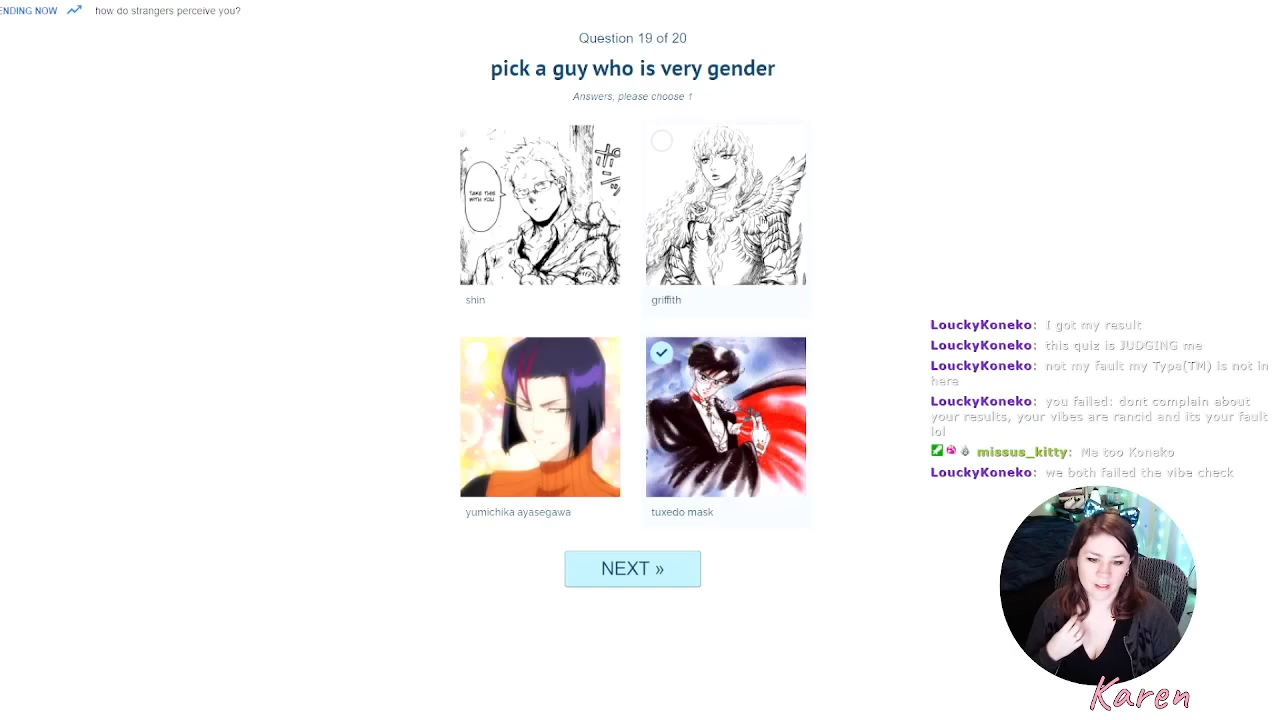 ENDING NOW how do strangers perceive you?
Question 19 of 20
pick a guy who is very gender
Answers, please choose 1
TAKE THIS
WITH YOU.
shin
griffith
yumichika ayasegawa
tuxedo mask
NEXT »
LouckyKoneko: I got my result
LouckyKoneko: this quiz is JUDGING me
LouckyKoneko: not my fault my Type(TM) is not in
here
LouckyKoneko: you failed: dont complain about
your results, your vibes are rancid and its your fault
lol
missus_kitty: Me too Koneko
LouckyKoneko: we both failed the vibe check
Karen